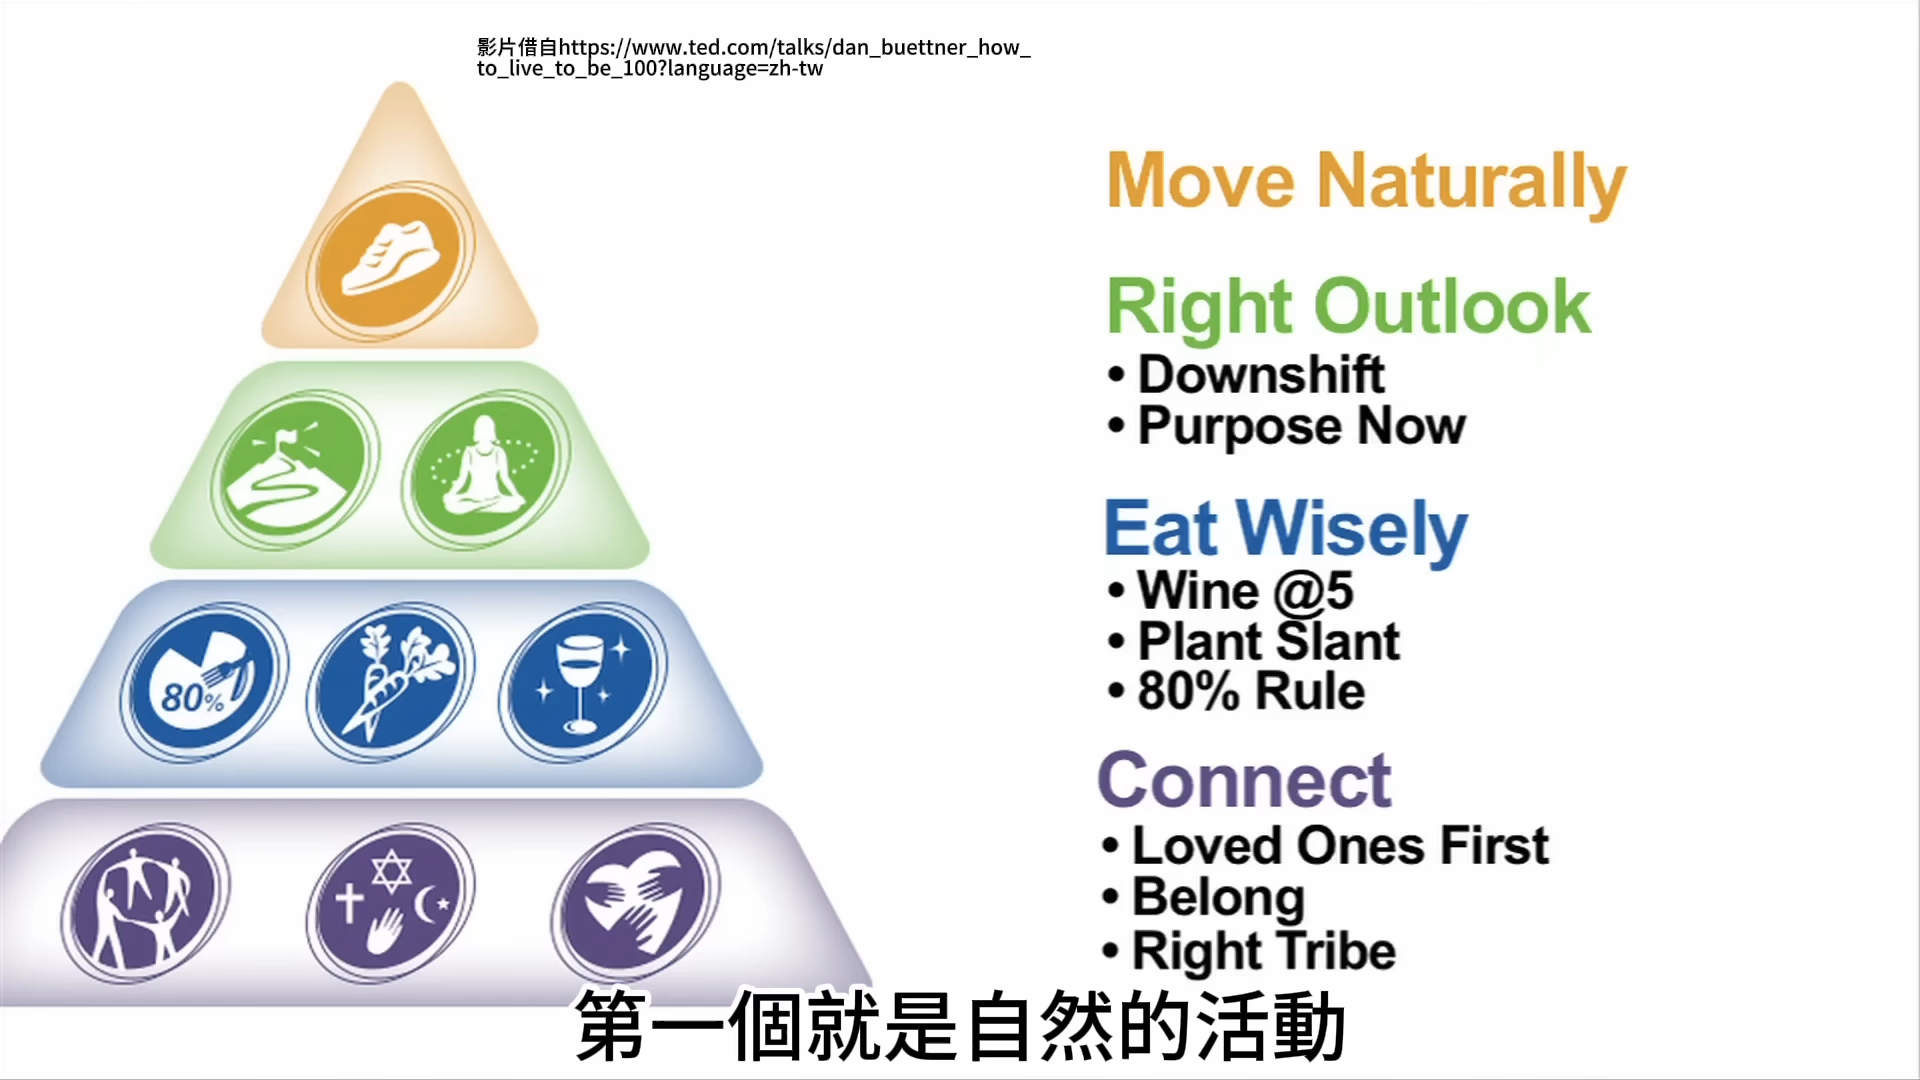 影片借自https://www.ted.com/talks/dan_buettner_how_
to_live_to_be_100?language=zh-tw
Move Naturally
Right Outlook
• Downshift
• Purpose Now
80%
Eat Wisely
• Wine @5
• Plant Slant
• 80% Rule
Connect
• Loved Ones First
• Belong
• Right Tribe
第一個就是自然的活動